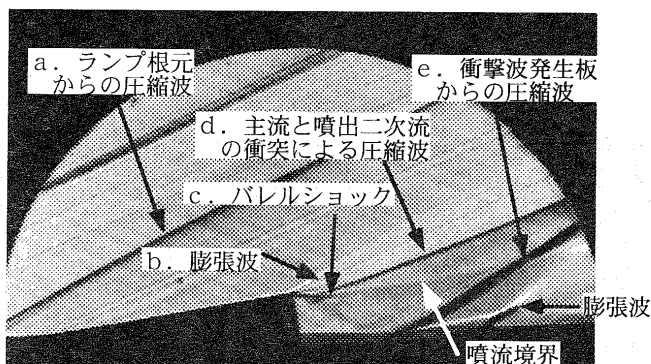 a．ランプ根元
からの圧縮波
e．衝撃波発生板
からの圧縮波
d．主流と噴出二次流
の衝突による圧縮波
c．バレルショック
b．膨張波
膨張波
噴流境界